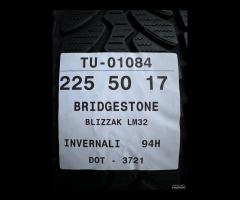 TU-01084
225 50 17
BRIDGESTONE
BLIZZAK LM32
INVERNALI 94H
DOT - 3721